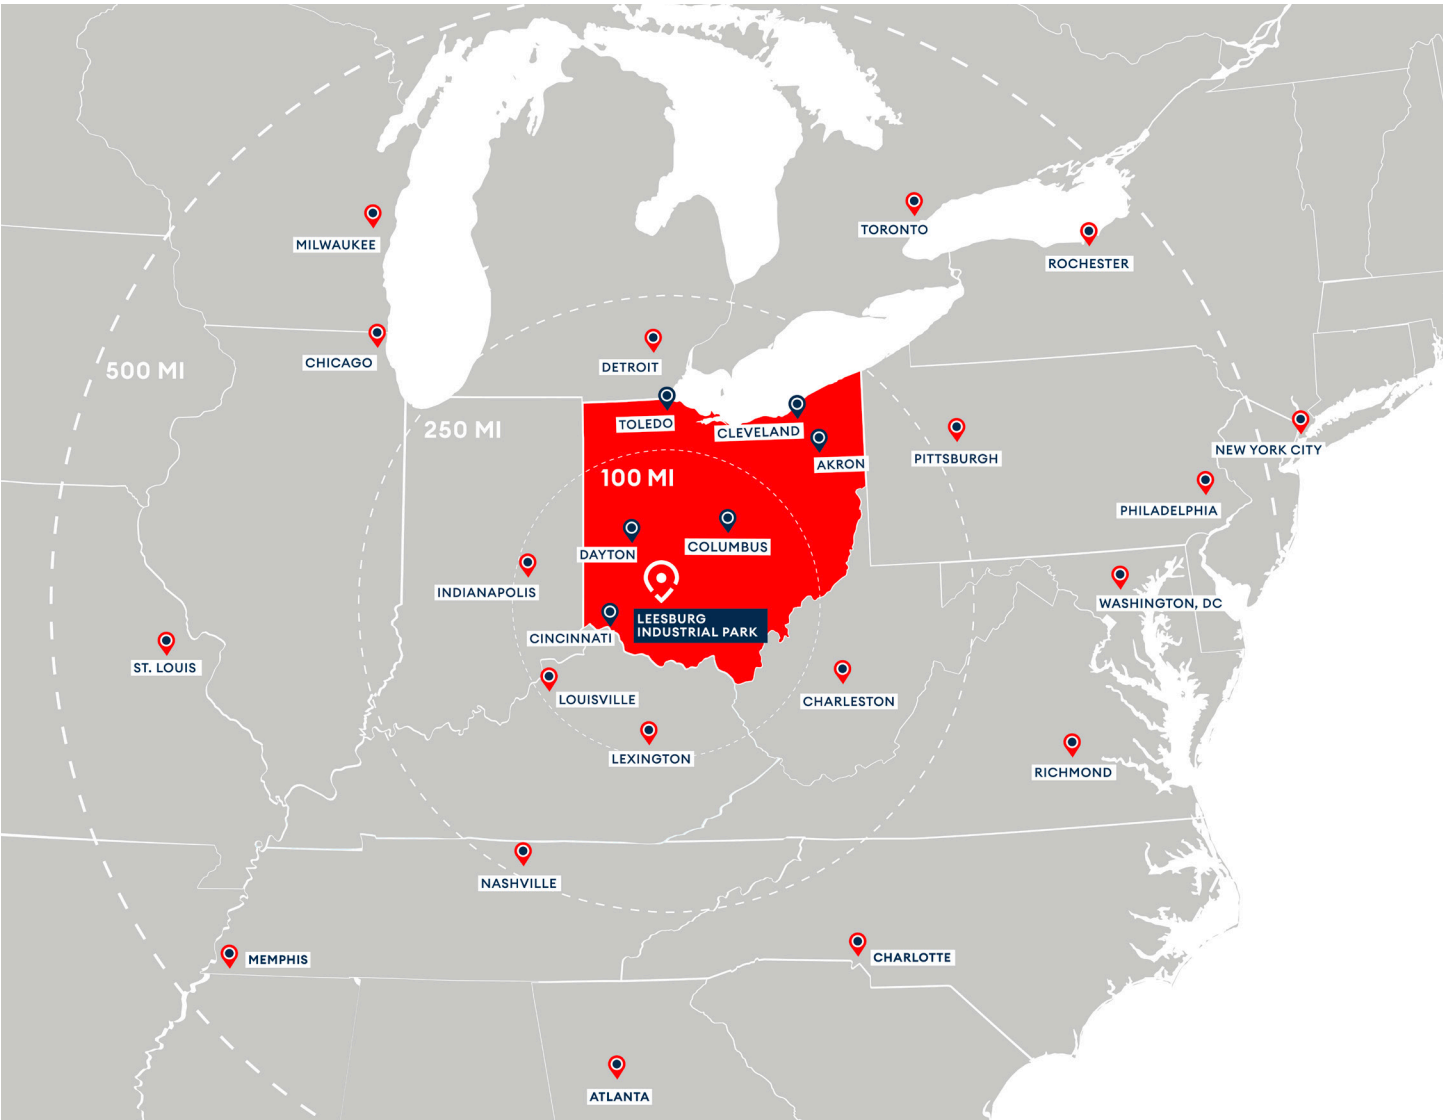 TORONTO
MILWAUKEE
ROCHESTER
CHICAGO
DETROIT
500 MI
TOLEDO
CLEVELAND
250 MI
NEW YORK CITY
PITTSBURGH
AKRON
100 MI
PHILADELPHIA
COLUMBUS
DAYTON
INDIANAPOLIS
WASHINGTON, DC
LEESBURG
INDUSTRIAL PARK
CINCINNATI
ST. LOUIS
LOUISVILLE
CHARLESTON
LEXINGTON
RICHMOND
NASHVILLE
MEMPHIS
CHARLOTTE
ATLANTA